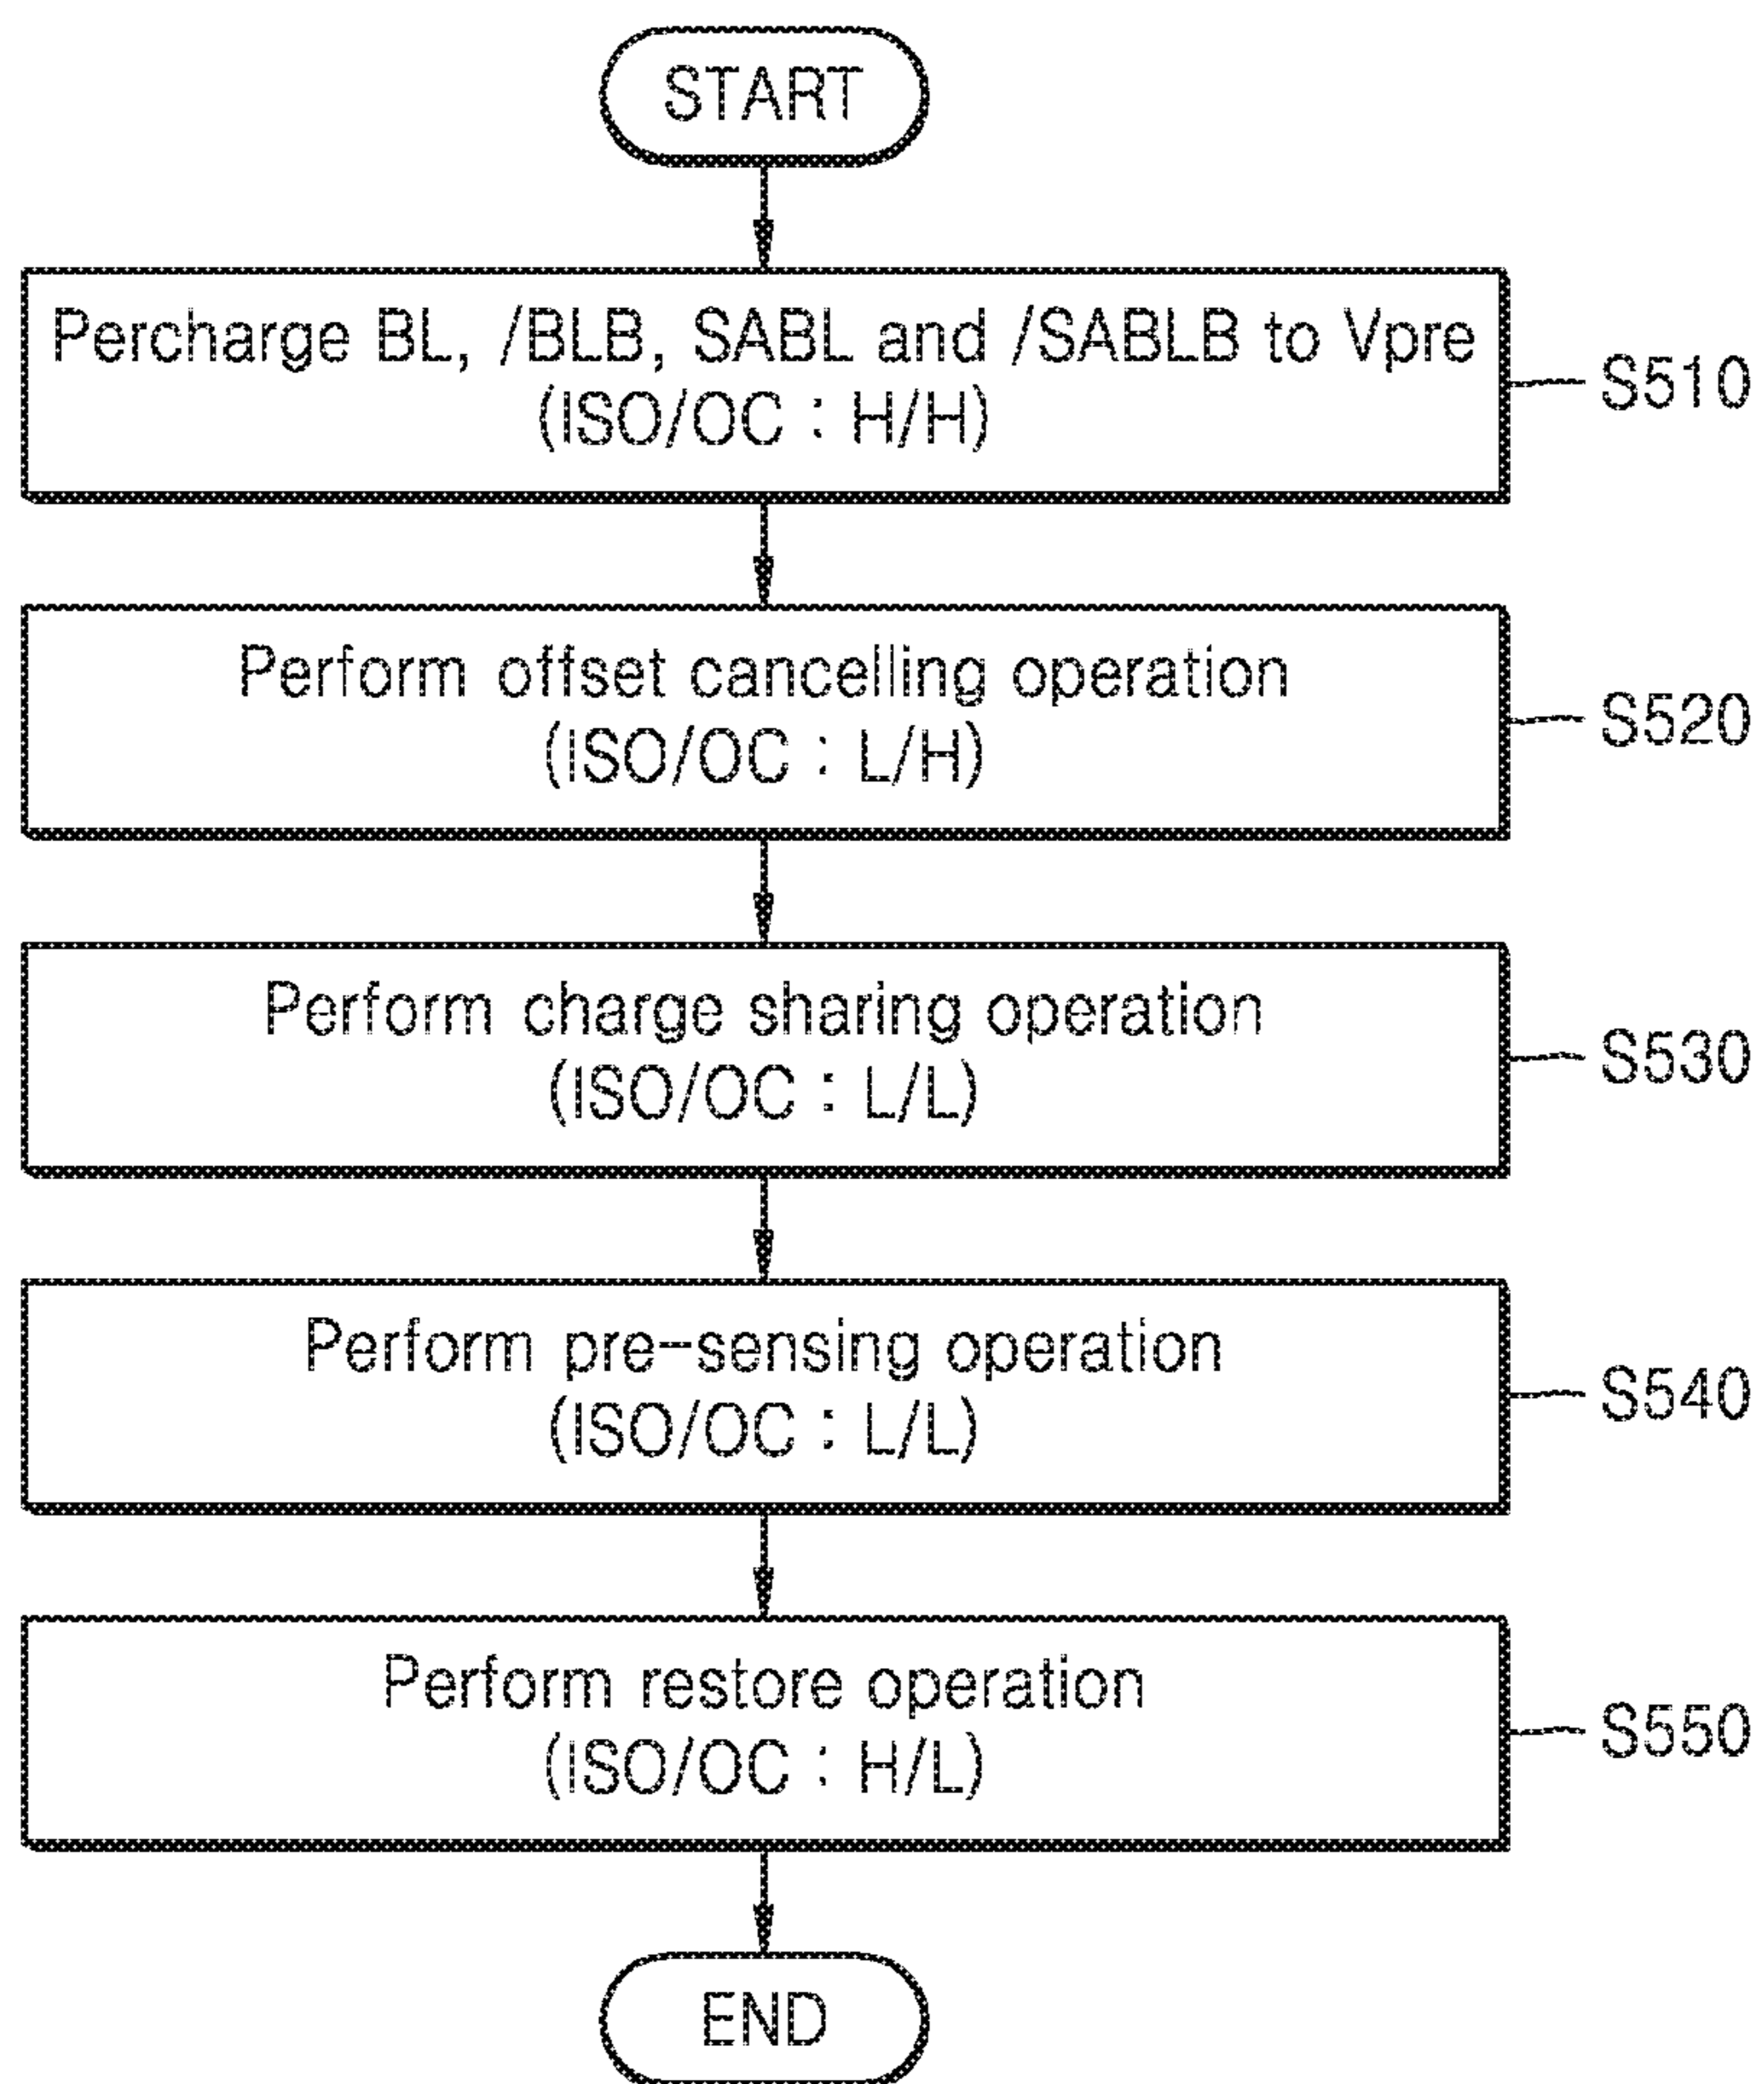 START
Percharge BL, /BLB, SABL and /SABLB to Vpre
(ISO/OC : H/H)
S510
Perform offset cancelling operation
(ISO/OC : L/H)
S520
Perform charge sharing operation
(ISO/OC : L/L)
S530
Perform pre-sensing operation
(ISO/OC : L/L)
S540
Perform restore operation
(ISO/OC : H/L)
S550
END